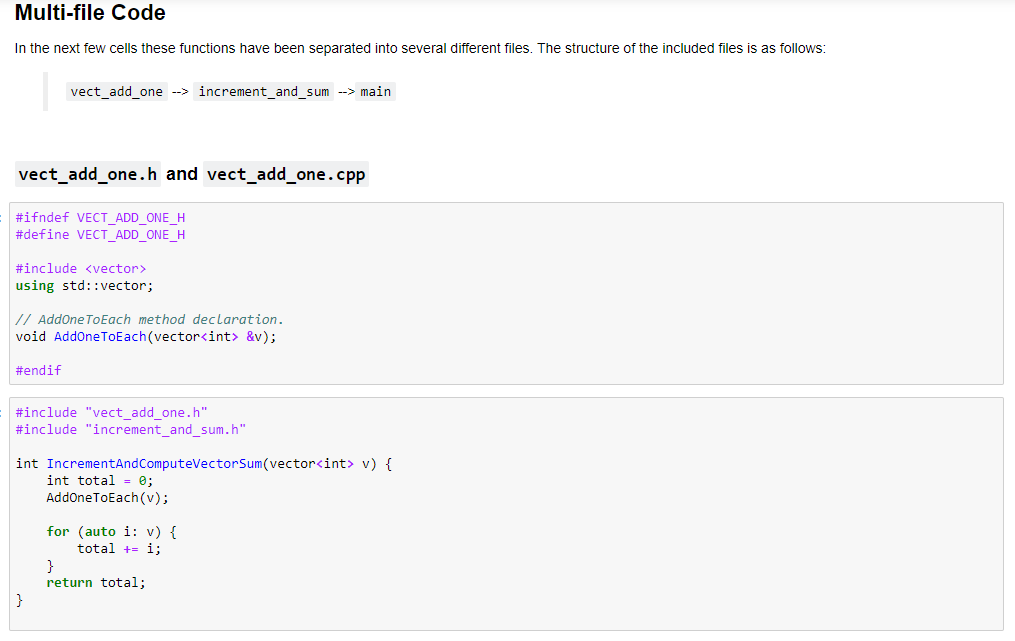 Multi-file Code
In the next few cells these functions have been separated into several different files. The structure of the included files is as follows:
vect_add_one --> increment_and_sum --> main
vect_add_one.h and vect_add_one.cpp
#ifndef VECT_ADD_ONE_H
#define VECT_ADD_ONE_H
#include <vector>
using std::vector;
// AddOneToEach method declaration.
void AddOneToEach(vector<int> &v);
#endif
#include "vect_add_one.h"
#include "increment_and_sum.h"
int IncrementAndComputeVectorSum(vector<int> v) {
    int total = 0;
    AddOneToEach(v);
    for (auto i: v) {
        total += i;
    }
    return total;
}